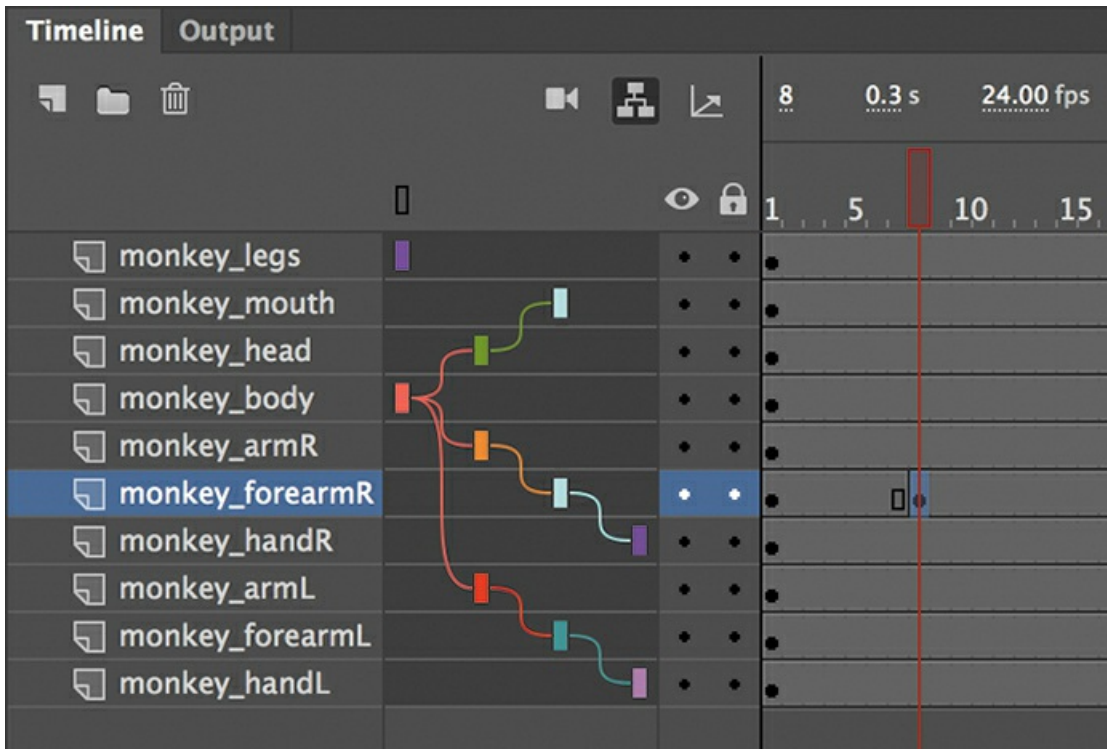 Timeline Output
8 0.3 s 24.00 fps
1 5 10 15
monkey_legs
monkey_mouth
monkey_head
monkey_body
monkey_armR
monkey_forearmR
monkey_handR
monkey_armL
monkey_forearmL
monkey_handL